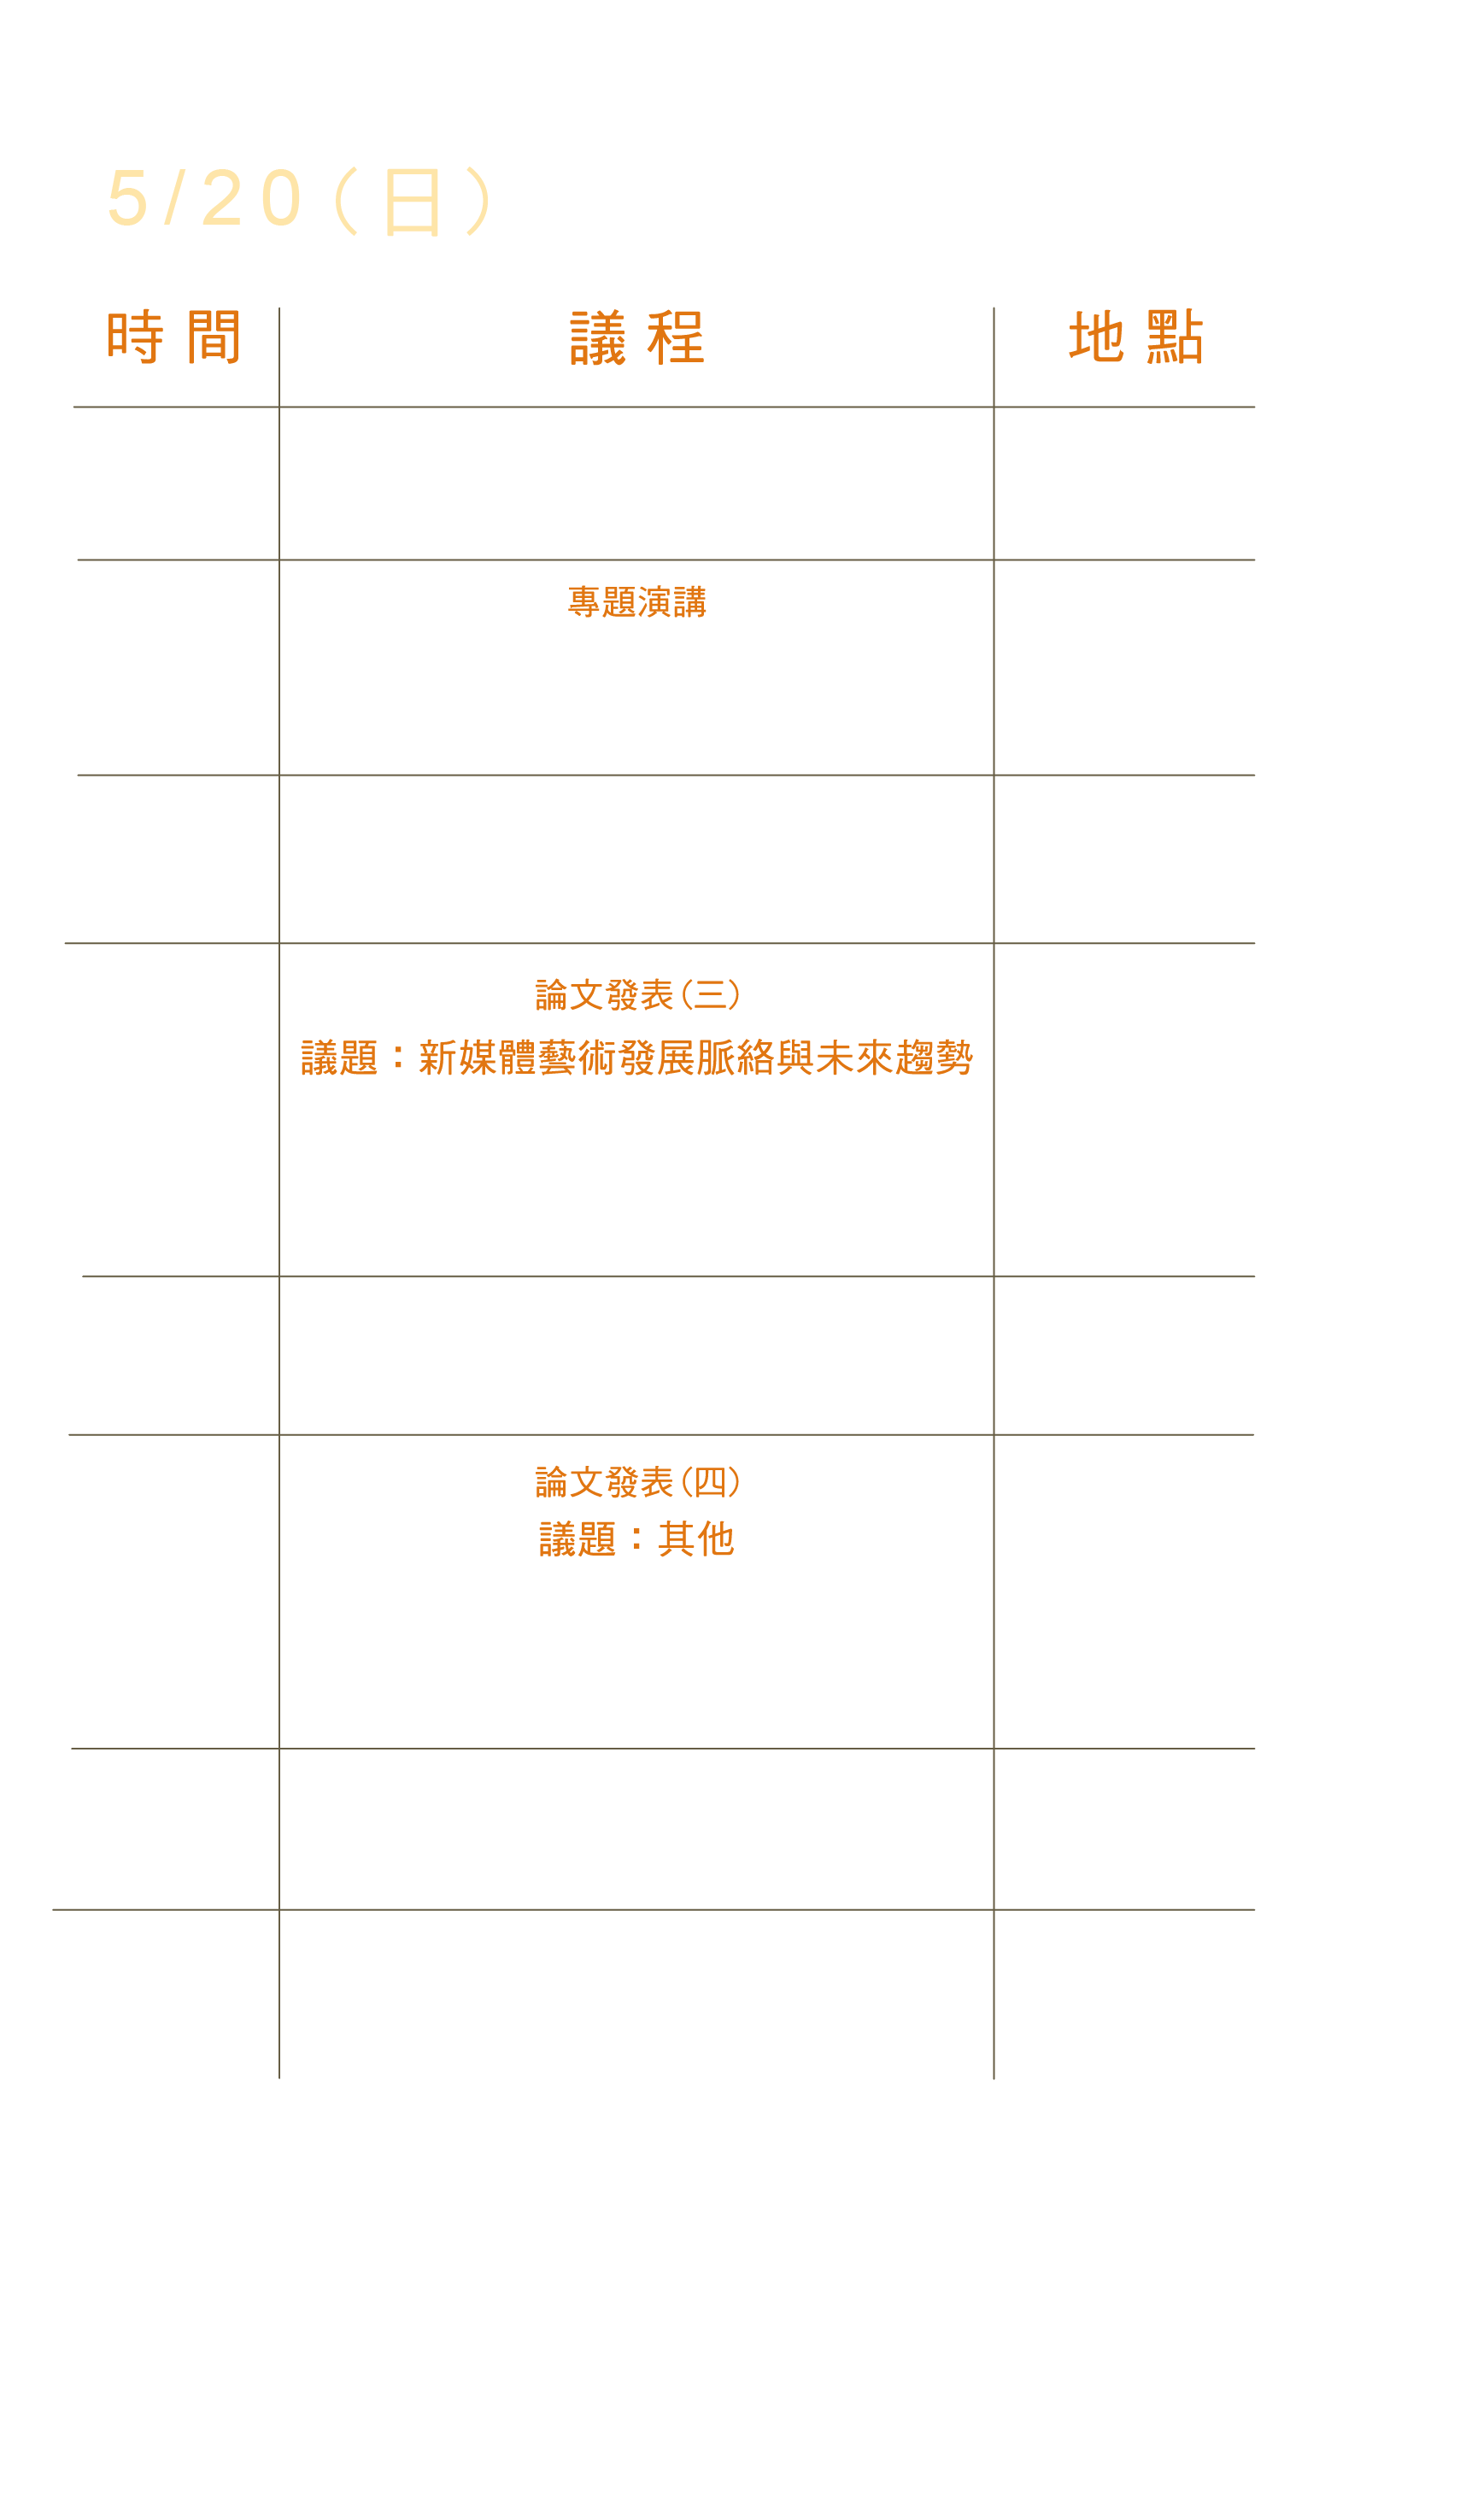 5/20（日）
時間 議程 地點
專題演講
論文發表(三)
議題：新媒體藝術發展脈絡與未來趨勢
論文發表(四)
議題：其他